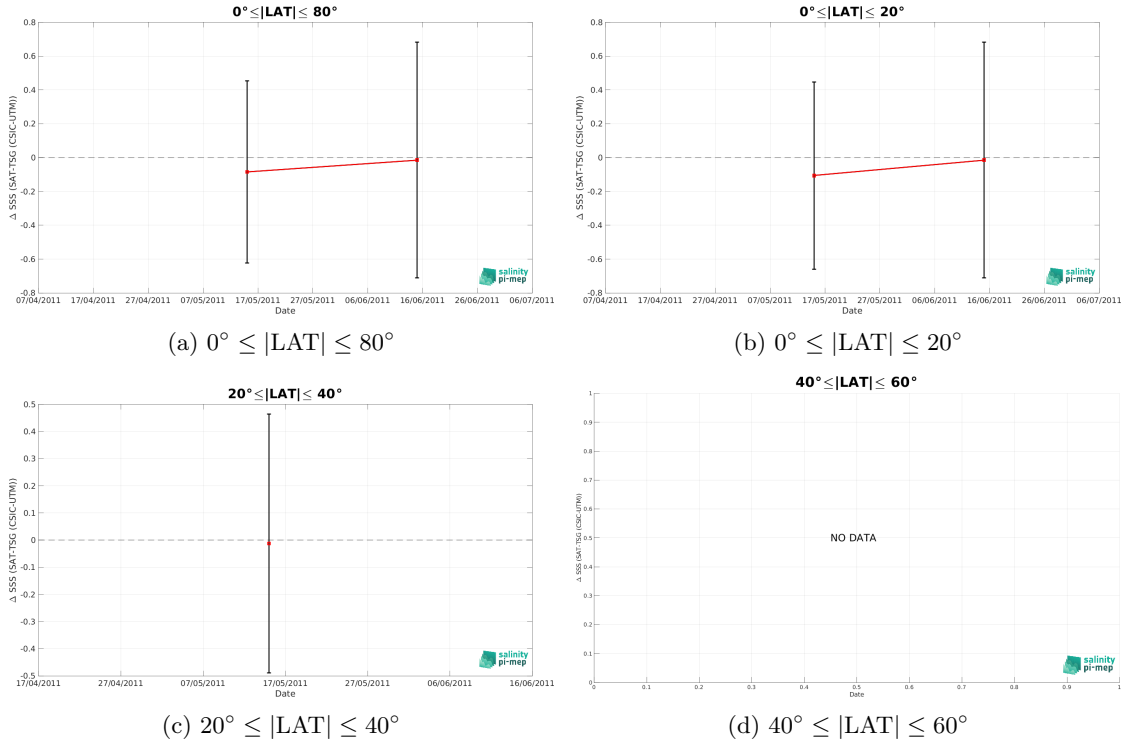 0°≤|LAT|≤ 80°
Δ SSS (SAT-TSG (CSIC-UTM))
0.8
0.6
0.4
0.2
0
-0.2
-0.4
-0.6
-0.8
07/04/2011 17/04/2011 27/04/2011 07/05/2011 17/05/2011 27/05/2011 06/06/2011 16/06/2011 26/06/2011 06/07/2011
Date
salinity
pi-mep
(a) 0° ≤ |LAT| ≤ 80°
0°≤|LAT|≤ 20°
Δ SSS (SAT-TSG (CSIC-UTM))
0.8
0.6
0.4
0.2
0
-0.2
-0.4
-0.6
-0.8
07/04/2011 17/04/2011 27/04/2011 07/05/2011 17/05/2011 27/05/2011 06/06/2011 16/06/2011 26/06/2011 06/07/2011
Date
salinity
pi-mep
(b) 0° ≤ |LAT| ≤ 20°
20°≤|LAT|≤ 40°
Δ SSS (SAT-TSG (CSIC-UTM))
0.5
0.4
0.3
0.2
0.1
0
-0.1
-0.2
-0.3
-0.4
-0.5
17/04/2011 27/04/2011 07/05/2011 17/05/2011 27/05/2011 06/06/2011 16/06/2011
Date
salinity
pi-mep
(c) 20° ≤ |LAT| ≤ 40°
40°≤|LAT|≤ 60°
Δ SSS (SAT-TSG (CSIC-UTM))
1
0.9
0.8
0.7
0.6
0.5
0.4
0.3
0.2
0.1
0
NO DATA
0 0.1 0.2 0.3 0.4 0.5 0.6 0.7 0.8 0.9 1
Date
salinity
pi-mep
(d) 40° ≤ |LAT| ≤ 60°